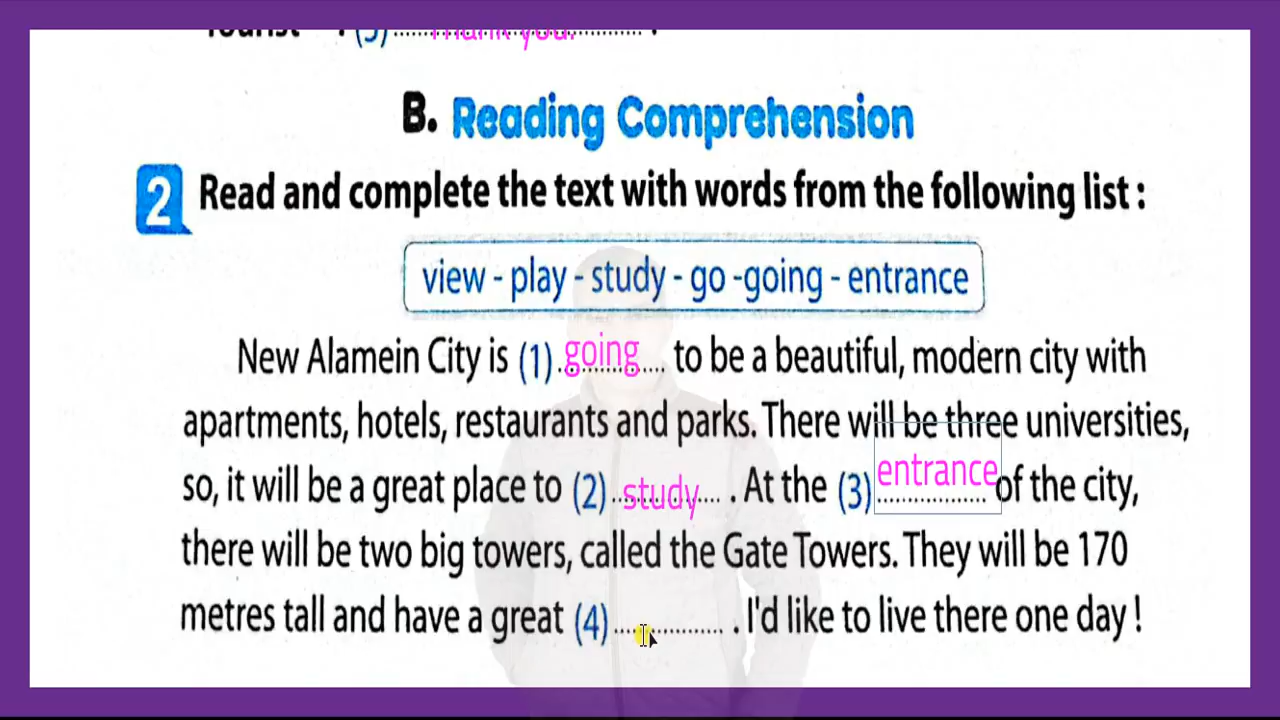 Tourist : (5) Thank you. .
B. Reading Comprehension
2 Read and complete the text with words from the following list :
view - play - study - go -going - entrance
New Alamein City is (1) going to be a beautiful, modern city with
apartments, hotels, restaurants and parks. There will be three universities,
so, it will be a great place to (2) study . At the (3) entrance of the city,
there will be two big towers, called the Gate Towers. They will be 170
metres tall and have a great (4) ................ . I'd like to live there one day !